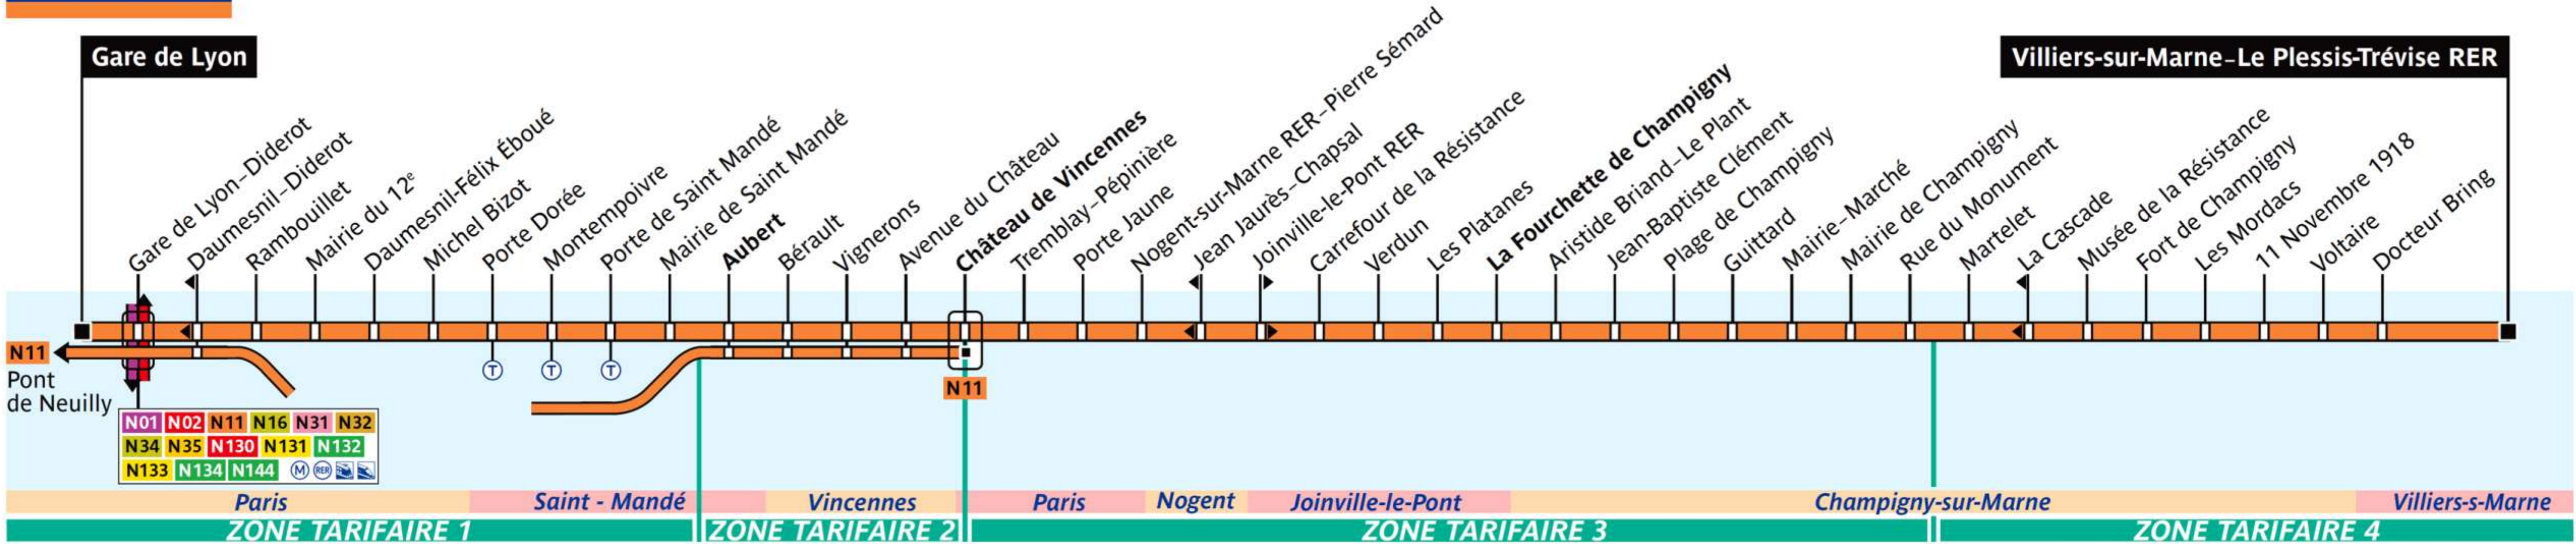 Gare de Lyon
Villiers-sur-Marne–Le Plessis-Trévise RER
Gare de Lyon–Diderot
Daumesnil–Diderot
Rambouillet
Mairie du 12e
Daumesnil-Félix Éboué
Michel Bizot
Porte Dorée
Montempoivre
Porte de Saint Mandé
Mairie de Saint Mandé
Aubert
Bérault
Vignerons
Avenue du Château
Château de Vincennes
Tremblay–Pépinière
Porte Jaune
Nogent-sur-Marne RER–Pierre Sémard
Jean Jaurès–Chapsal
Joinville-le-Pont RER
Carrefour de la Résistance
Verdun
Les Platanes
La Fourchette de Champigny
Aristide Briand–Le Plant
Jean-Baptiste Clément
Plage de Champigny
Guittard
Mairie–Marché
Mairie de Champigny
Rue du Monument
Martelet
La Cascade
Musée de la Résistance
Fort de Champigny
Les Mordacs
11 Novembre 1918
Voltaire
Docteur Bring
N11
Pont
de Neuilly
T T T
N11
N01 N02 N11 N16 N31 N32
N34 N35 N130 N131 N132
N133 N134 N144 M RER
Paris Saint - Mandé Vincennes Paris Nogent Joinville-le-Pont Champigny-sur-Marne Villiers-s-Marne
ZONE TARIFAIRE 1 ZONE TARIFAIRE 2 ZONE TARIFAIRE 3 ZONE TARIFAIRE 4